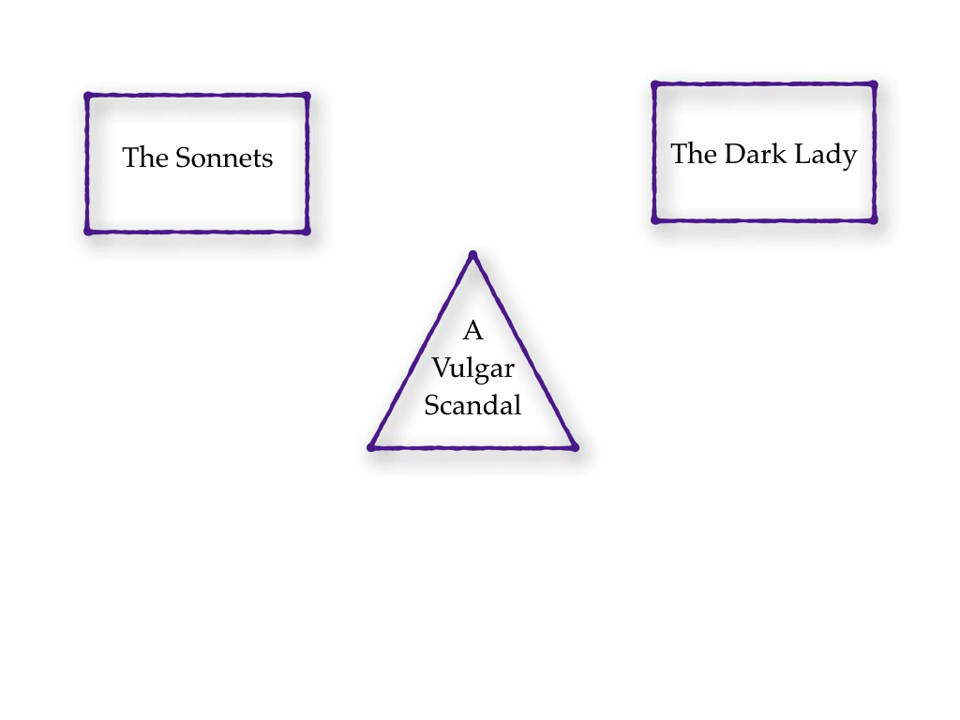 The Sonnets
The Dark Lady
A
Vulgar
Scandal